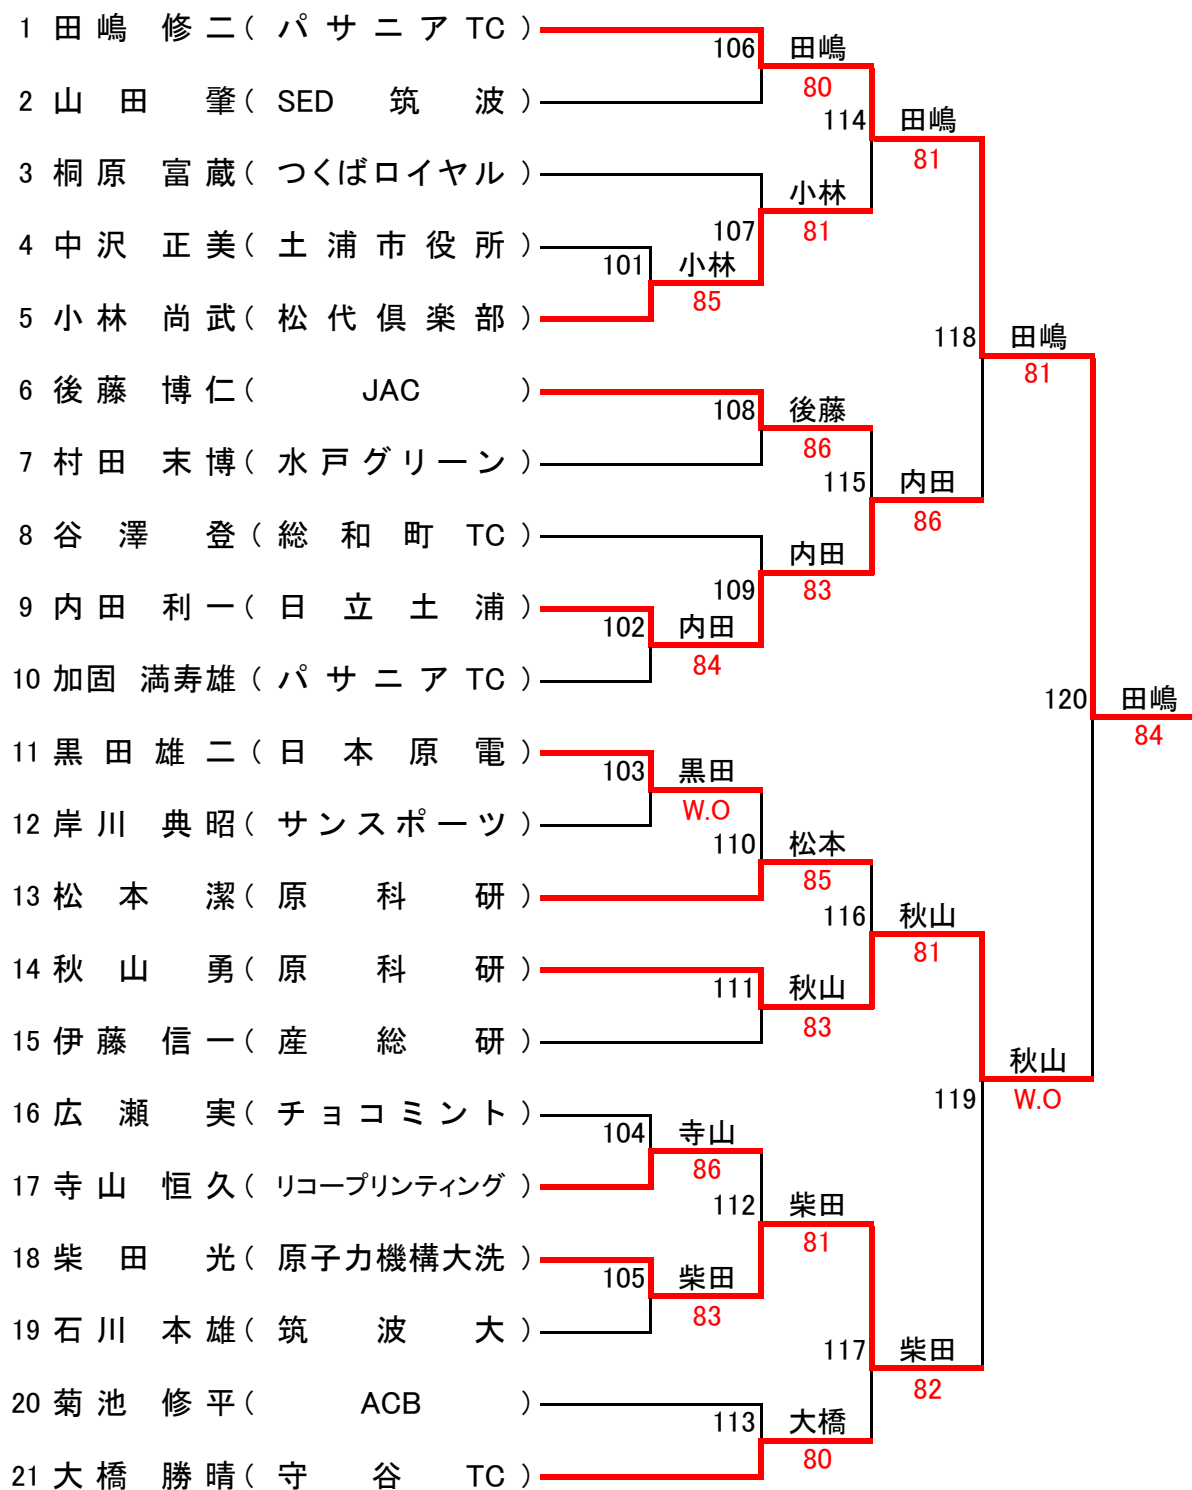 1 田嶋 修二 ( パサニア TC )
106 田嶋
80
2 山田 肇 ( SED 筑波 )
114 田嶋
81
3 桐原 富蔵 ( つくばロイヤル )
小林
107 81
4 中沢 正美 ( 土浦市役所 )
101 小林
85
5 小林 尚武 ( 松代倶楽部 )
118 田嶋
81
6 後藤 博仁 ( JAC )
108 後藤
86
7 村田 末博 ( 水戸グリーン )
115 内田
86
8 谷澤 登 ( 総和町 TC )
内田
109 83
9 内田 利一 ( 日立土浦 )
102 内田
84
10 加固 満寿雄 ( パサニア TC )
120 田嶋
84
11 黒田 雄二 ( 日本原電 )
103 黒田
W.O
12 岸川 典昭 ( サンスポーツ )
110 松本
85
13 松本 潔 ( 原科研 )
116 秋山
81
14 秋山 勇 ( 原科研 )
111 秋山
83
15 伊藤 信一 ( 産総研 )
秋山
119 W.O
16 広瀬 実 ( チョコミント )
104 寺山
86
17 寺山 恒久 ( リコープリンティング )
112 柴田
81
18 柴田 光 ( 原子力機構大洗 )
105 柴田
83
19 石川 本雄 ( 筑波大 )
117 柴田
82
20 菊池 修平 ( ACB )
113 大橋
80
21 大橋 勝晴 ( 守谷 TC )